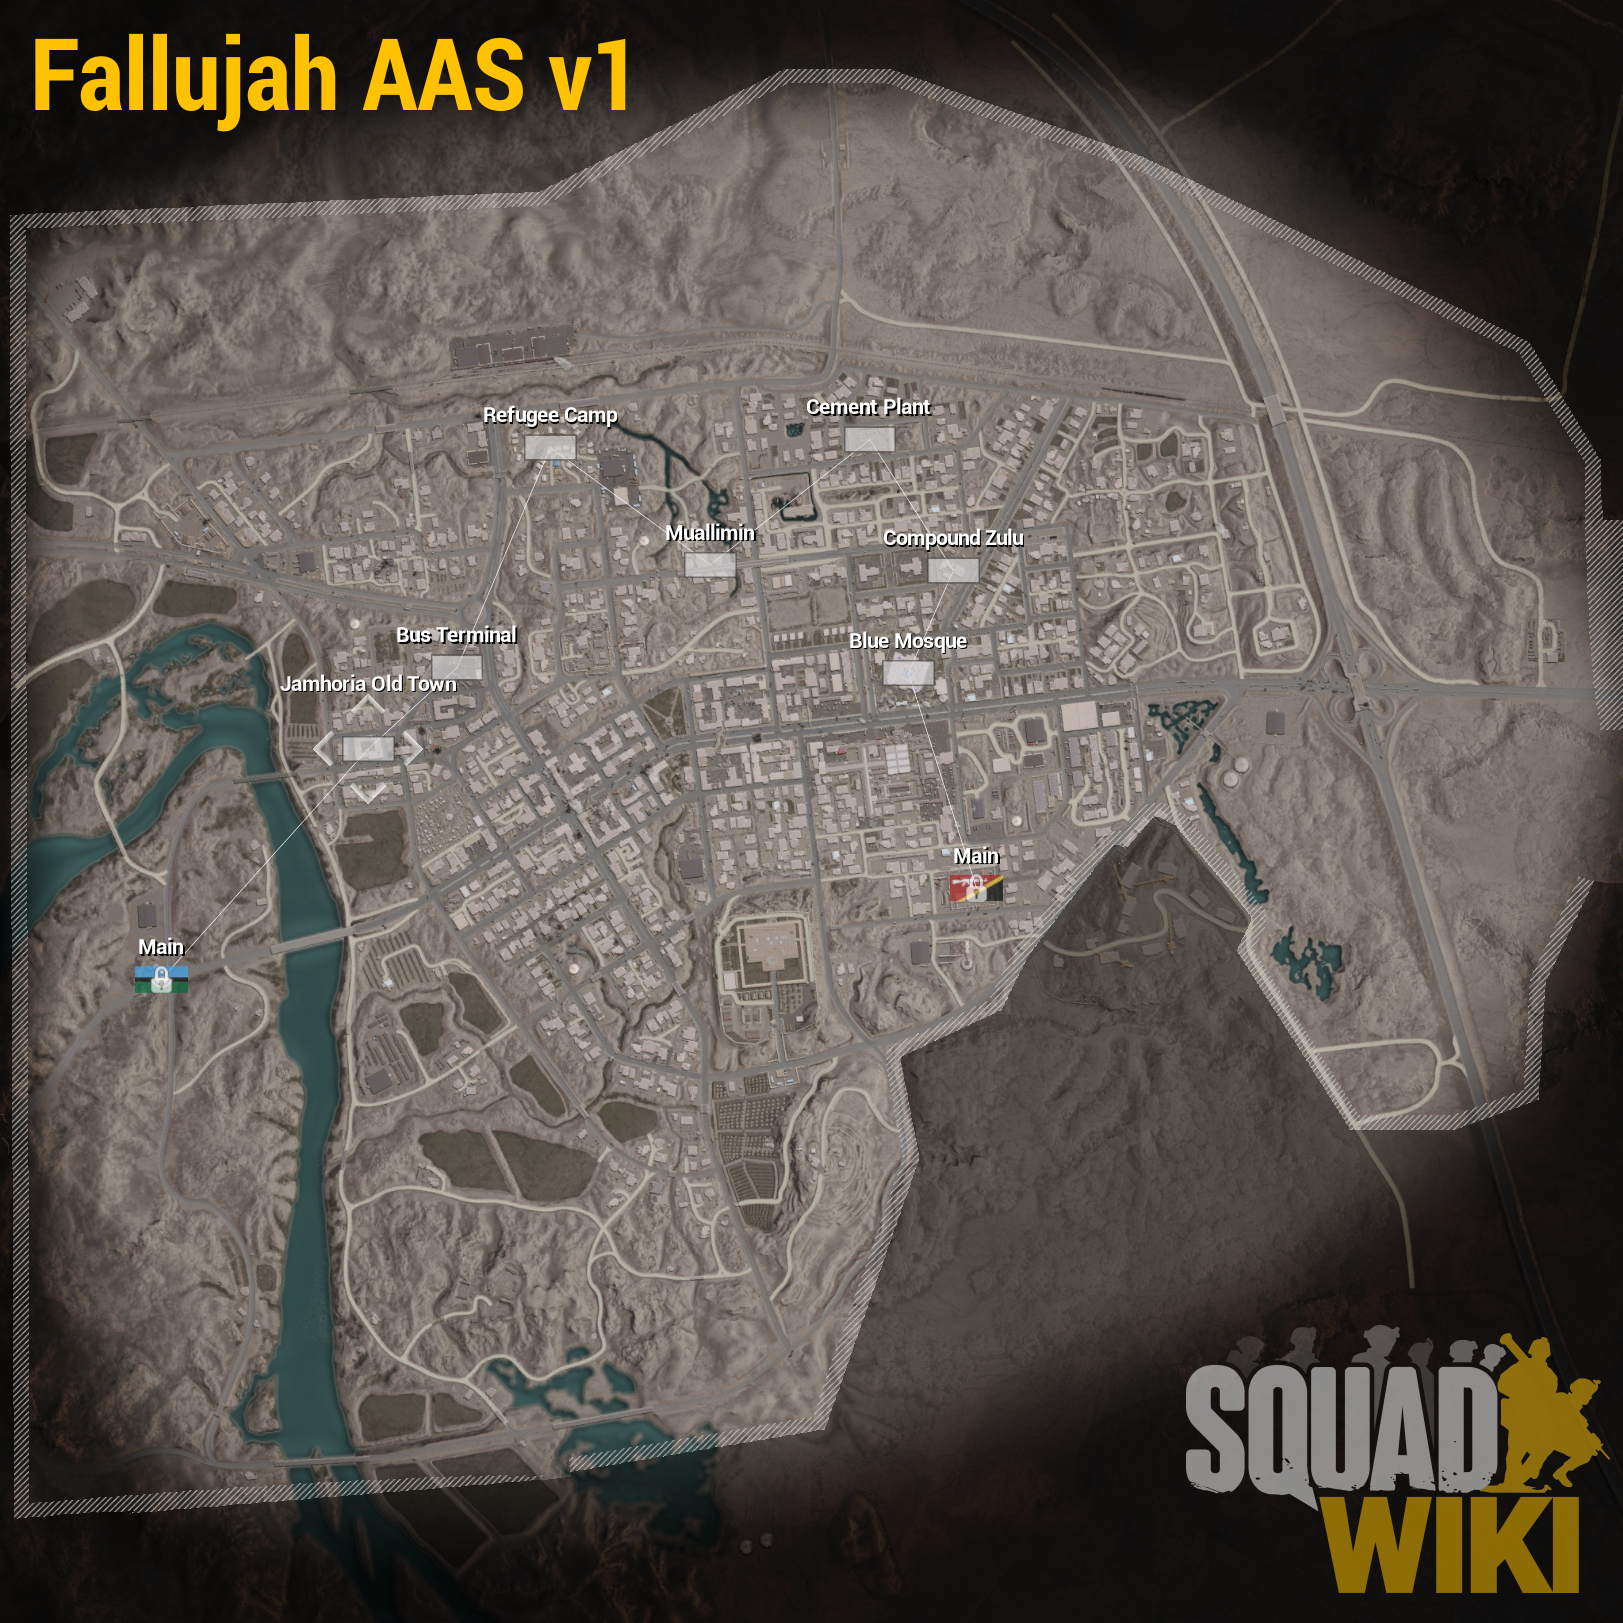 Fallujah AAS v1
Cement Plant
Refugee Camp
Muallimin
Compound Zulu
Bus Terminal
Blue Mosque
Jamhoria Old Town
Main
Main
SQUAD
WIKI